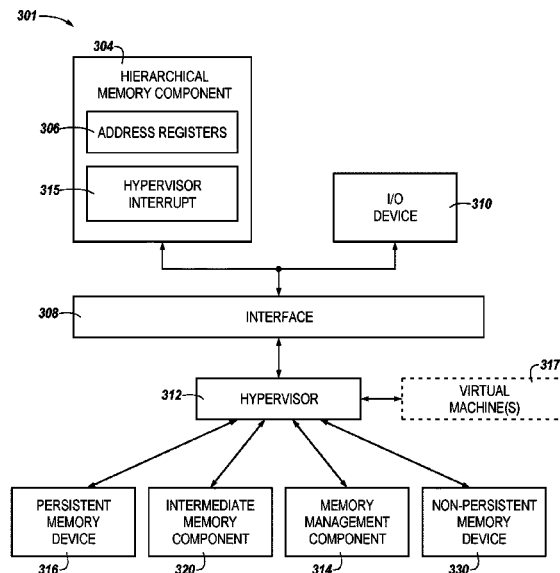 301
304
HIERARCHICAL
MEMORY COMPONENT
306
ADDRESS REGISTERS
315
HYPERVISOR
INTERRUPT
I/O
DEVICE
310
308
INTERFACE
317
312
HYPERVISOR
VIRTUAL
MACHINE(S)
PERSISTENT
MEMORY
DEVICE
316
INTERMEDIATE
MEMORY
COMPONENT
320
MEMORY
MANAGEMENT
COMPONENT
314
NON-PERSISTENT
MEMORY
DEVICE
330